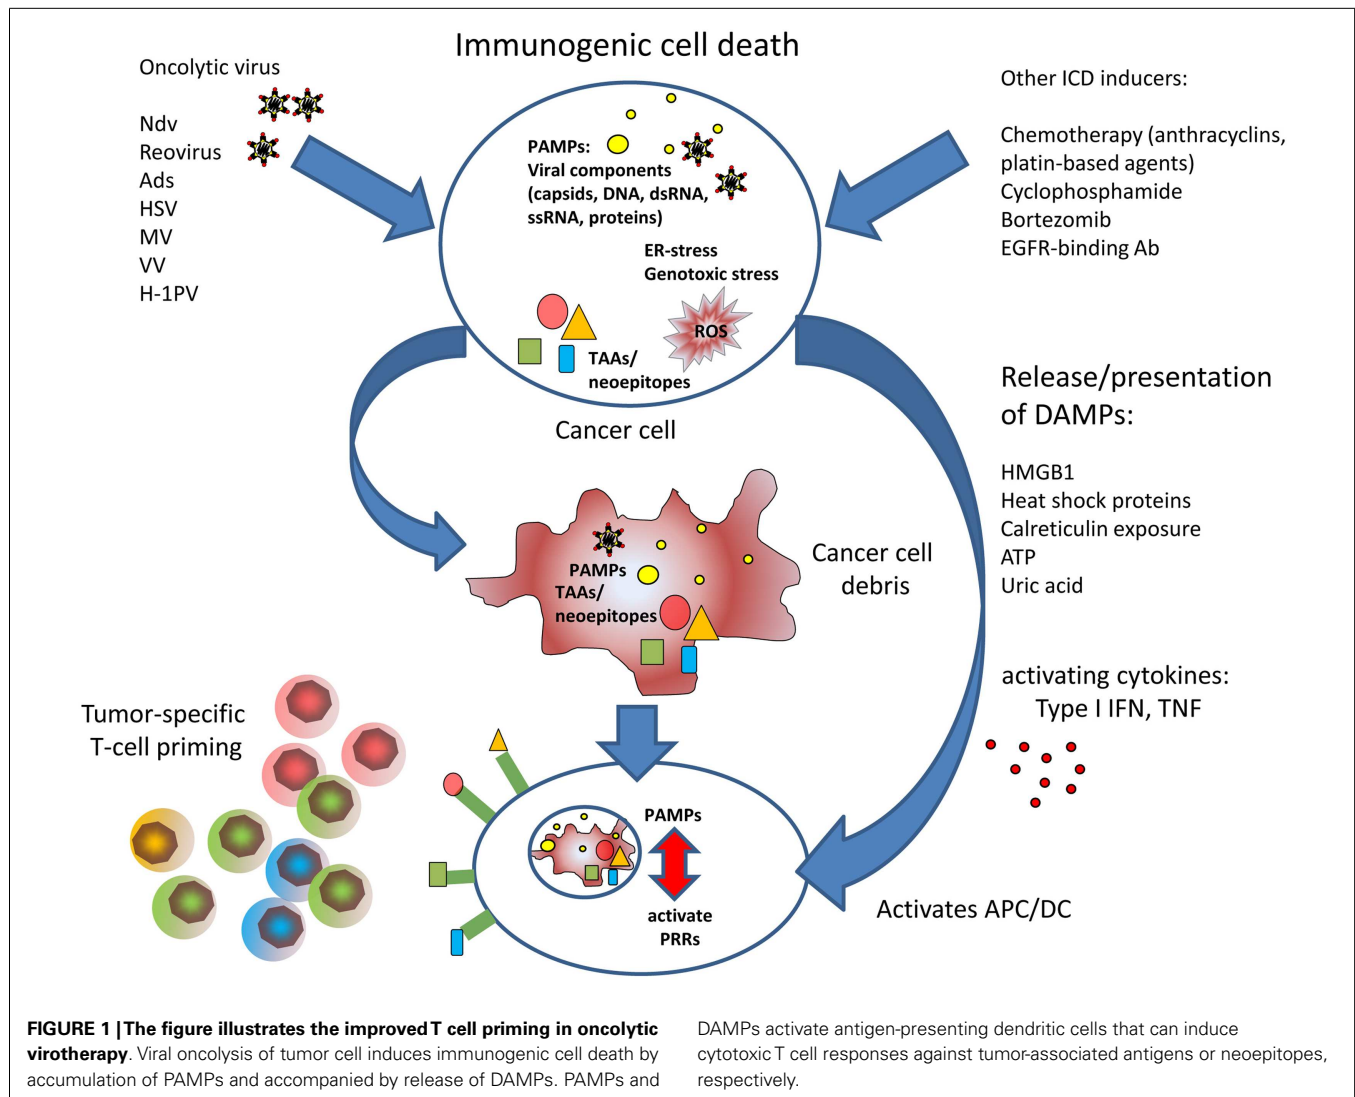 Immunogenic cell death
Oncolytic virus
Ndv
Reovirus
Ads
HSV
MV
VV
H-1PV
Other ICD inducers:
Chemotherapy (anthracyclins,
platin-based agents)
Cyclophosphamide
Bortezomib
EGFR-binding Ab
PAMPs:
Viral components
(capsids, DNA, dsRNA,
ssRNA, proteins)
ER-stress
Genotoxic stress
ROS
TAAs/
neoepitopes
Cancer cell
Release/presentation
of DAMPs:
HMGB1
Heat shock proteins
Calreticulin exposure
ATP
Uric acid
PAMPs
TAAs/
neoepitopes
Cancer cell
debris
activating cytokines:
Type I IFN, TNF
Tumor-specific
T-cell priming
PAMPs
activate
PRRs
Activates APC/DC
FIGURE 1 | The figure illustrates the improved T cell priming in oncolytic
virotherapy. Viral oncolysis of tumor cell induces immunogenic cell death by
accumulation of PAMPs and accompanied by release of DAMPs. PAMPs and
DAMPs activate antigen-presenting dendritic cells that can induce
cytotoxic T cell responses against tumor-associated antigens or neoepitopes,
respectively.